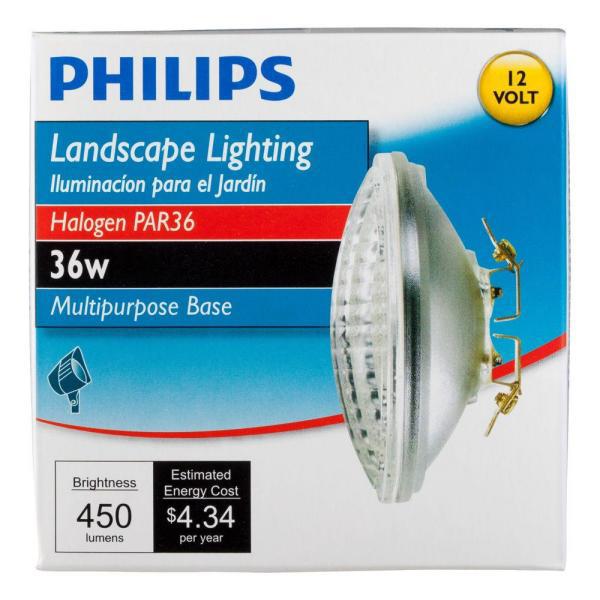 PHILIPS
12
VOLT
Landscape Lighting
Iluminacíon para el Jardín
Halogen PAR36
36w
Multipurpose Base
Brightness
450
lumens
Estimated
Energy Cost
$4.34
per year